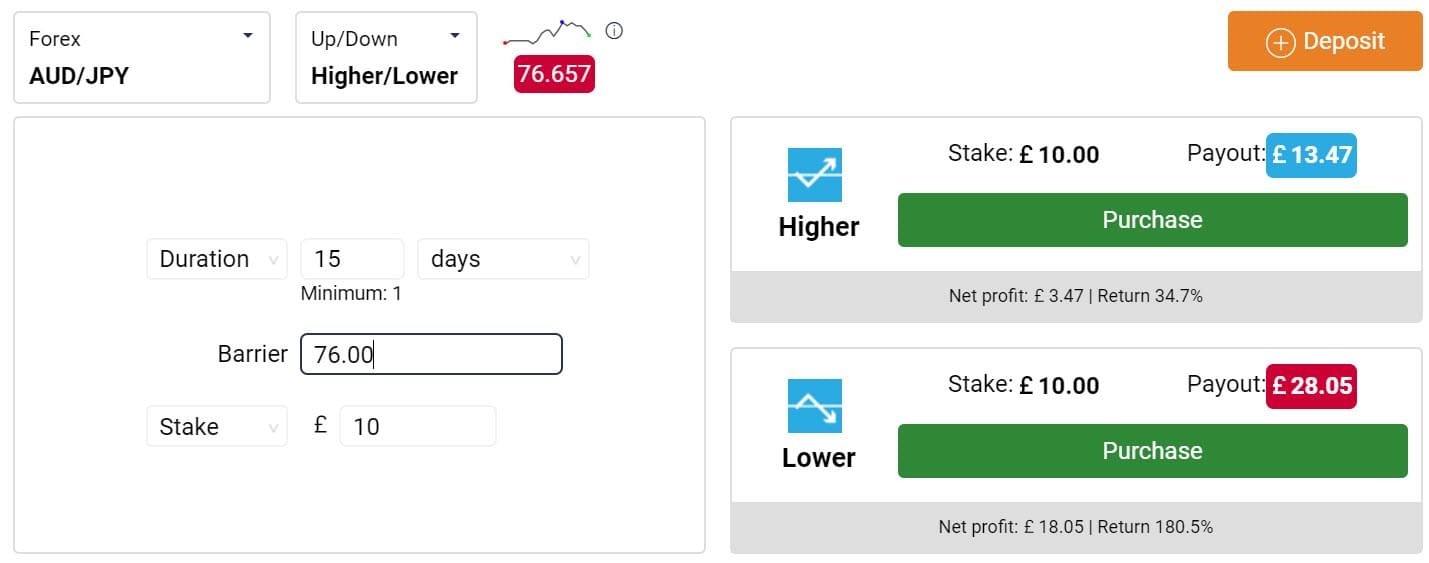 Forex
AUD/JPY
Up/Down
Higher/Lower
76.657
Deposit
Duration 15 days
Minimum: 1
Barrier 76.00
Stake £ 10
Higher
Stake: £ 10.00 Payout: £ 13.47
Purchase
Net profit: £ 3.47 | Return 34.7%
Lower
Stake: £ 10.00 Payout: £ 28.05
Purchase
Net profit: £ 18.05 | Return 180.5%